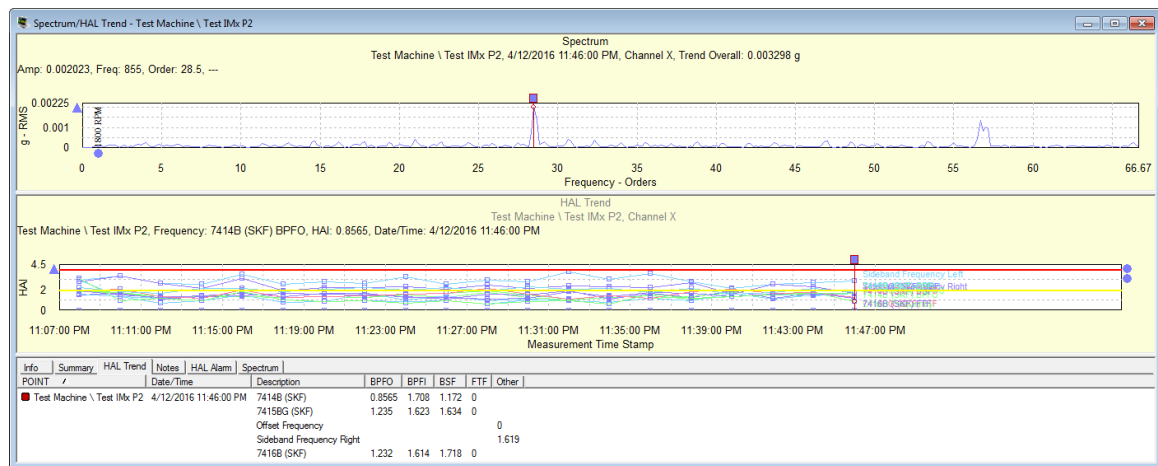 Spectrum/HAL Trend - Test Machine \ Test IMx P2
Spectrum
Test Machine \ Test IMx P2, 4/12/2016 11:46:00 PM, Channel X, Trend Overall: 0.003298 g
Amp: 0.002023, Freq: 855, Order: 28.5, ---
g - RMS
0.00225
0.001
0
1800 RPM
0 5 10 15 20 25 30 35 40 45 50 55 60 66.67
Frequency - Orders
HAL Trend
Test Machine \ Test IMx P2, Channel X
Test Machine \ Test IMx P2, Frequency: 7414B (SKF) BPFO, HAI: 0.8565, Date/Time: 4/12/2016 11:46:00 PM
HAI
4.5
2
0
Sideband Frequency Left
Right
11:07:00 PM 11:11:00 PM 11:15:00 PM 11:19:00 PM 11:23:00 PM 11:27:00 PM 11:31:00 PM 11:35:00 PM 11:39:00 PM 11:43:00 PM 11:47:00 PM
Measurement Time Stamp
Info Summary HAL Trend Notes HAL Alarm Spectrum
POINT / Date/Time Description BPFO BPFI BSF FTF Other
Test Machine \ Test IMx P2 4/12/2016 11:46:00 PM 7414B (SKF) 0.8565 1.708 1.172 0
7415BG (SKF) 1.235 1.623 1.634 0
Offset Frequency 0
Sideband Frequency Right 1.619
7416B (SKF) 1.232 1.614 1.718 0